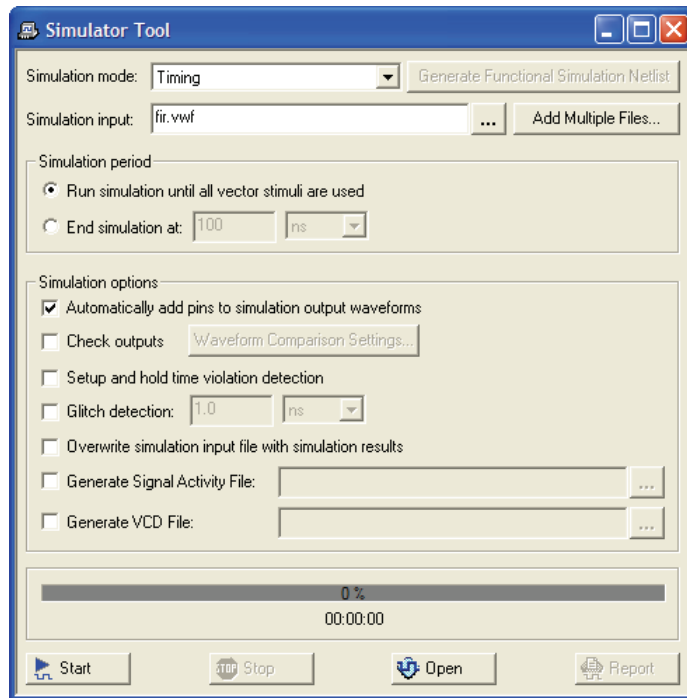 Simulator Tool
Simulation mode: Timing Generate Functional Simulation Netlist
Simulation input: fir.vwf ... Add Multiple Files...
Simulation period
Run simulation until all vector stimuli are used
End simulation at: 100 ns
Simulation options
Automatically add pins to simulation output waveforms
Check outputs Waveform Comparison Settings...
Setup and hold time violation detection
Glitch detection: 1.0 ns
Overwrite simulation input file with simulation results
Generate Signal Activity File: ...
Generate VCD File: ...
0 %
00:00:00
Start STOP Stop Open Report